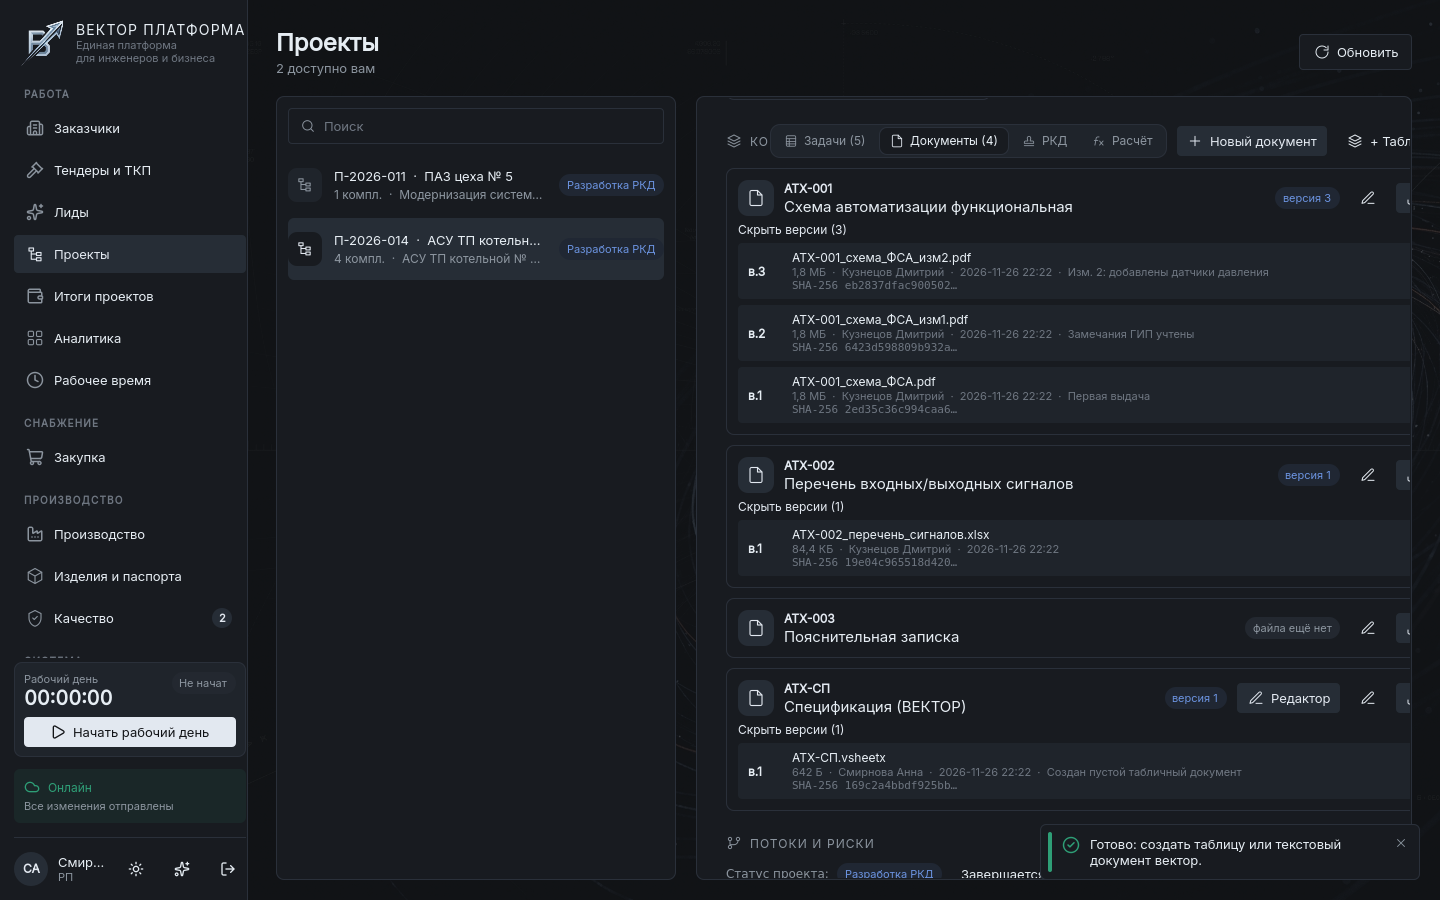 ВЕКТОР ПЛАТФОРМА
Единая платформа
для инженеров и бизнеса
РАБОТА
Заказчики
Тендеры и ТКП
Лиды
Проекты
Итоги проектов
Аналитика
Рабочее время
СНАБЖЕНИЕ
Закупка
ПРОИЗВОДСТВО
Производство
Изделия и паспорта
Качество 2
Рабочий день
Не начат
00:00:00
Начать рабочий день
Онлайн
Все изменения отправлены
СА
Смир...
РП
Проекты
2 доступно вам
Обновить
Поиск
П-2026-011 · ПАЗ цеха № 5
1 компл. · Модернизация систем...
Разработка РКД
П-2026-014 · АСУ ТП котельн...
4 компл. · АСУ ТП котельной № ...
Разработка РКД
КО
Задачи (5)
Документы (4)
РКД
fx Расчёт
Новый документ
+ Табл
АТХ-001
Схема автоматизации функциональная
версия 3
Скрыть версии (3)
в.3
АТХ-001_схема_ФСА_изм2.pdf
1,8 МБ · Кузнецов Дмитрий · 2026-11-26 22:22 · Изм. 2: добавлены датчики давления
SHA-256 eb2837dfac900502…
в.2
АТХ-001_схема_ФСА_изм1.pdf
1,8 МБ · Кузнецов Дмитрий · 2026-11-26 22:22 · Замечания ГИП учтены
SHA-256 6423d598809b932a…
в.1
АТХ-001_схема_ФСА.pdf
1,8 МБ · Кузнецов Дмитрий · 2026-11-26 22:22 · Первая выдача
SHA-256 2ed35c36c994caa6…
АТХ-002
Перечень входных/выходных сигналов
версия 1
Скрыть версии (1)
в.1
АТХ-002_перечень_сигналов.xlsx
84,4 КБ · Кузнецов Дмитрий · 2026-11-26 22:22
SHA-256 19e04c965518d420…
АТХ-003
Пояснительная записка
файла ещё нет
АТХ-СП
Спецификация (ВЕКТОР)
версия 1
Редактор
Скрыть версии (1)
в.1
АТХ-СП.vsheetx
642 Б · Смирнова Анна · 2026-11-26 22:22 · Создан пустой табличный документ
SHA-256 169c2a4bbdf925bb…
ПОТОКИ И РИСКИ
Статус проекта: Разработка РКД Завершается
Готово: создать таблицу или текстовый
документ вектор.